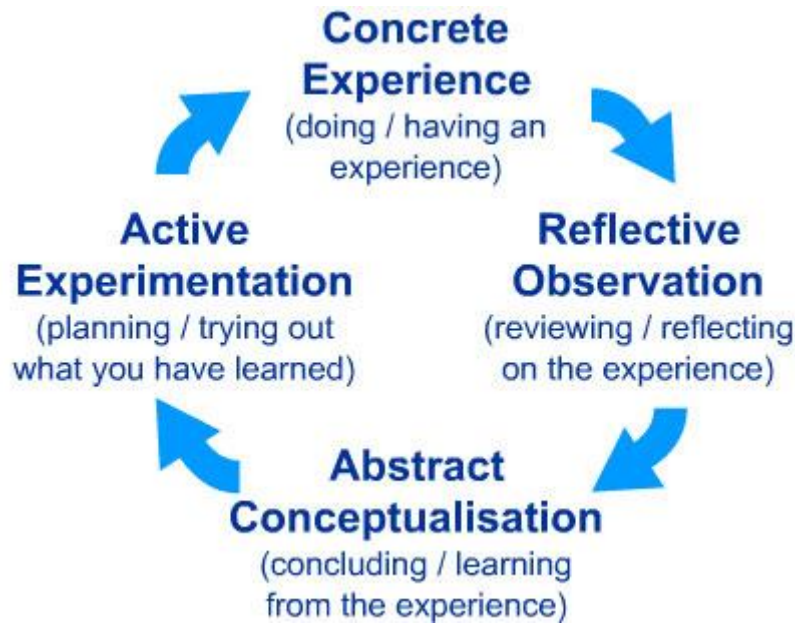 Concrete
Experience
(doing / having an
experience)
Reflective
Observation
(reviewing / reflecting
on the experience)
Abstract
Conceptualisation
(concluding / learning
from the experience)
Active
Experimentation
(planning / trying out
what you have learned)